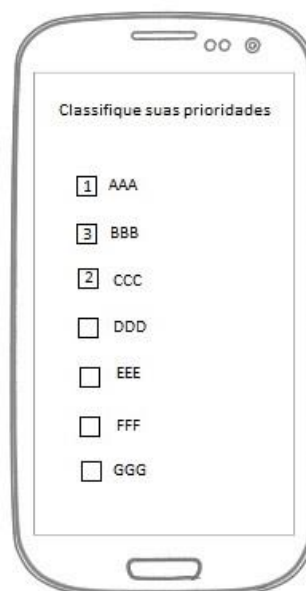 Classifique suas prioridades
1 AAA
3 BBB
2 CCC
DDD
EEE
FFF
GGG